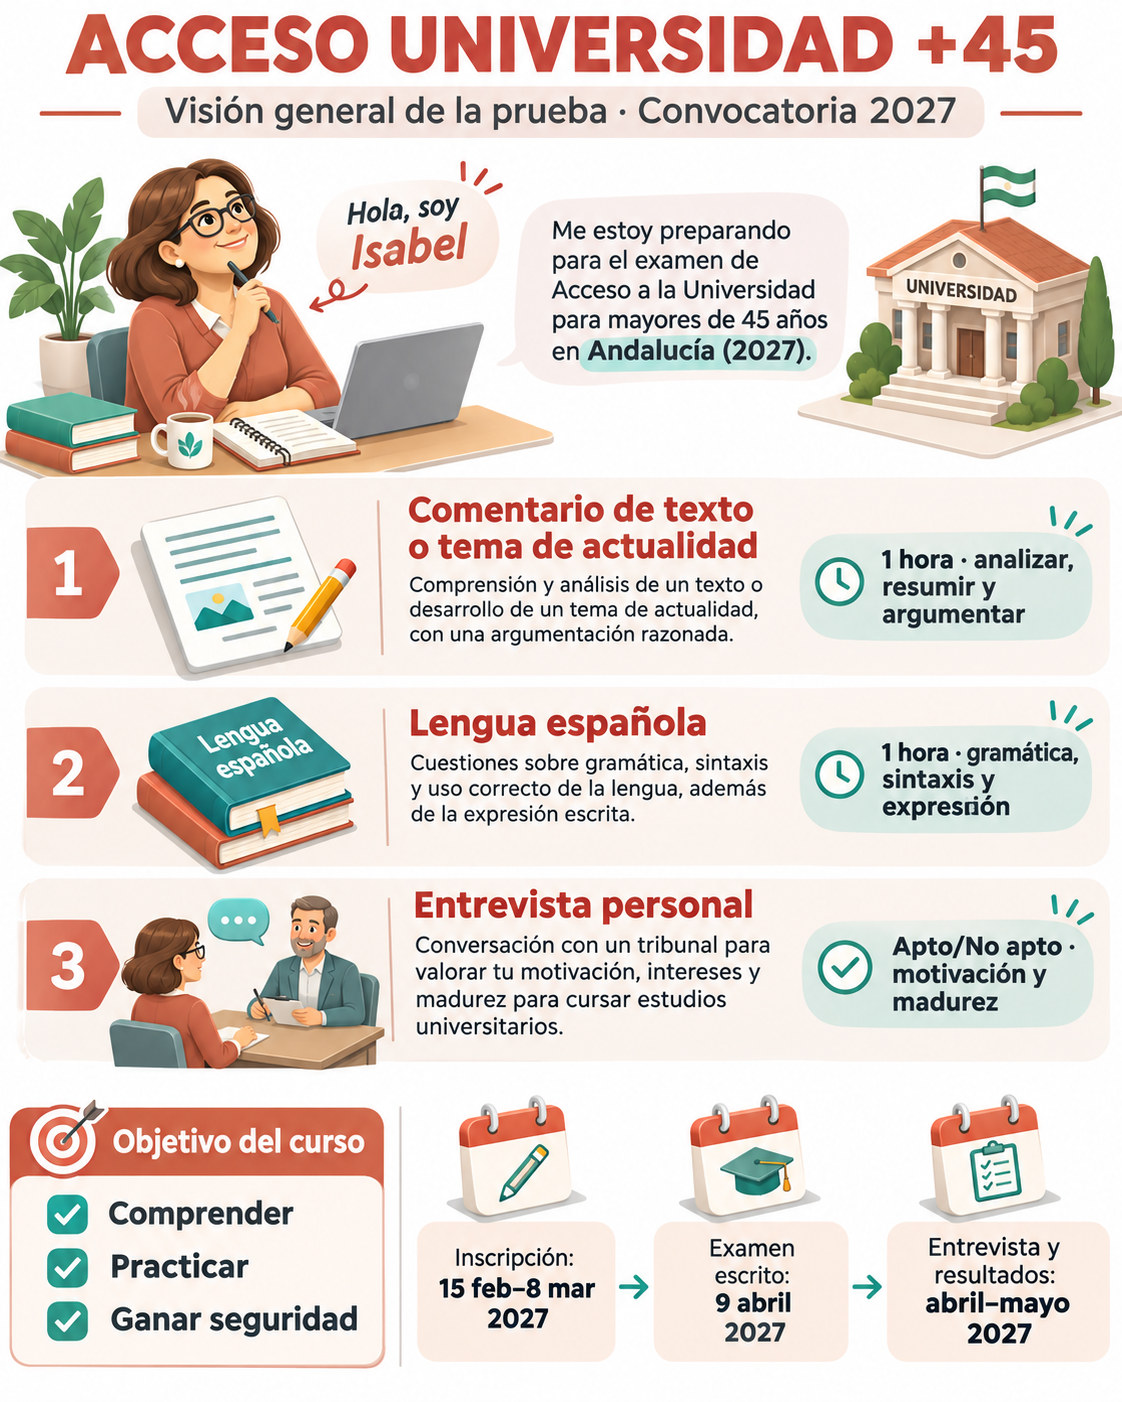 ACCESO UNIVERSIDAD +45
Visión general de la prueba · Convocatoria 2027
Hola, soy
Isabel
Me estoy preparando
para el examen de
Acceso a la Universidad
para mayores de 45 años
en Andalucía (2027).
UNIVERSIDAD
1
Comentario de texto
o tema de actualidad
Comprensión y análisis de un texto o
desarrollo de un tema de actualidad,
con una argumentación razonada.
1 hora · analizar,
resumir y
argumentar
2
Lengua
española
Lengua española
Cuestiones sobre gramática, sintaxis
y uso correcto de la lengua, además
de la expresión escrita.
1 hora · gramática,
sintaxis y
expresión
3
Entrevista personal
Conversación con un tribunal para
valorar tu motivación, intereses y
madurez para cursar estudios
universitarios.
Apto/No apto ·
motivación y
madurez
Objetivo del curso
Comprender
Practicar
Ganar seguridad
Inscripción:
15 feb–8 mar
2027
Examen
escrito:
9 abril
2027
Entrevista y
resultados:
abril–mayo
2027